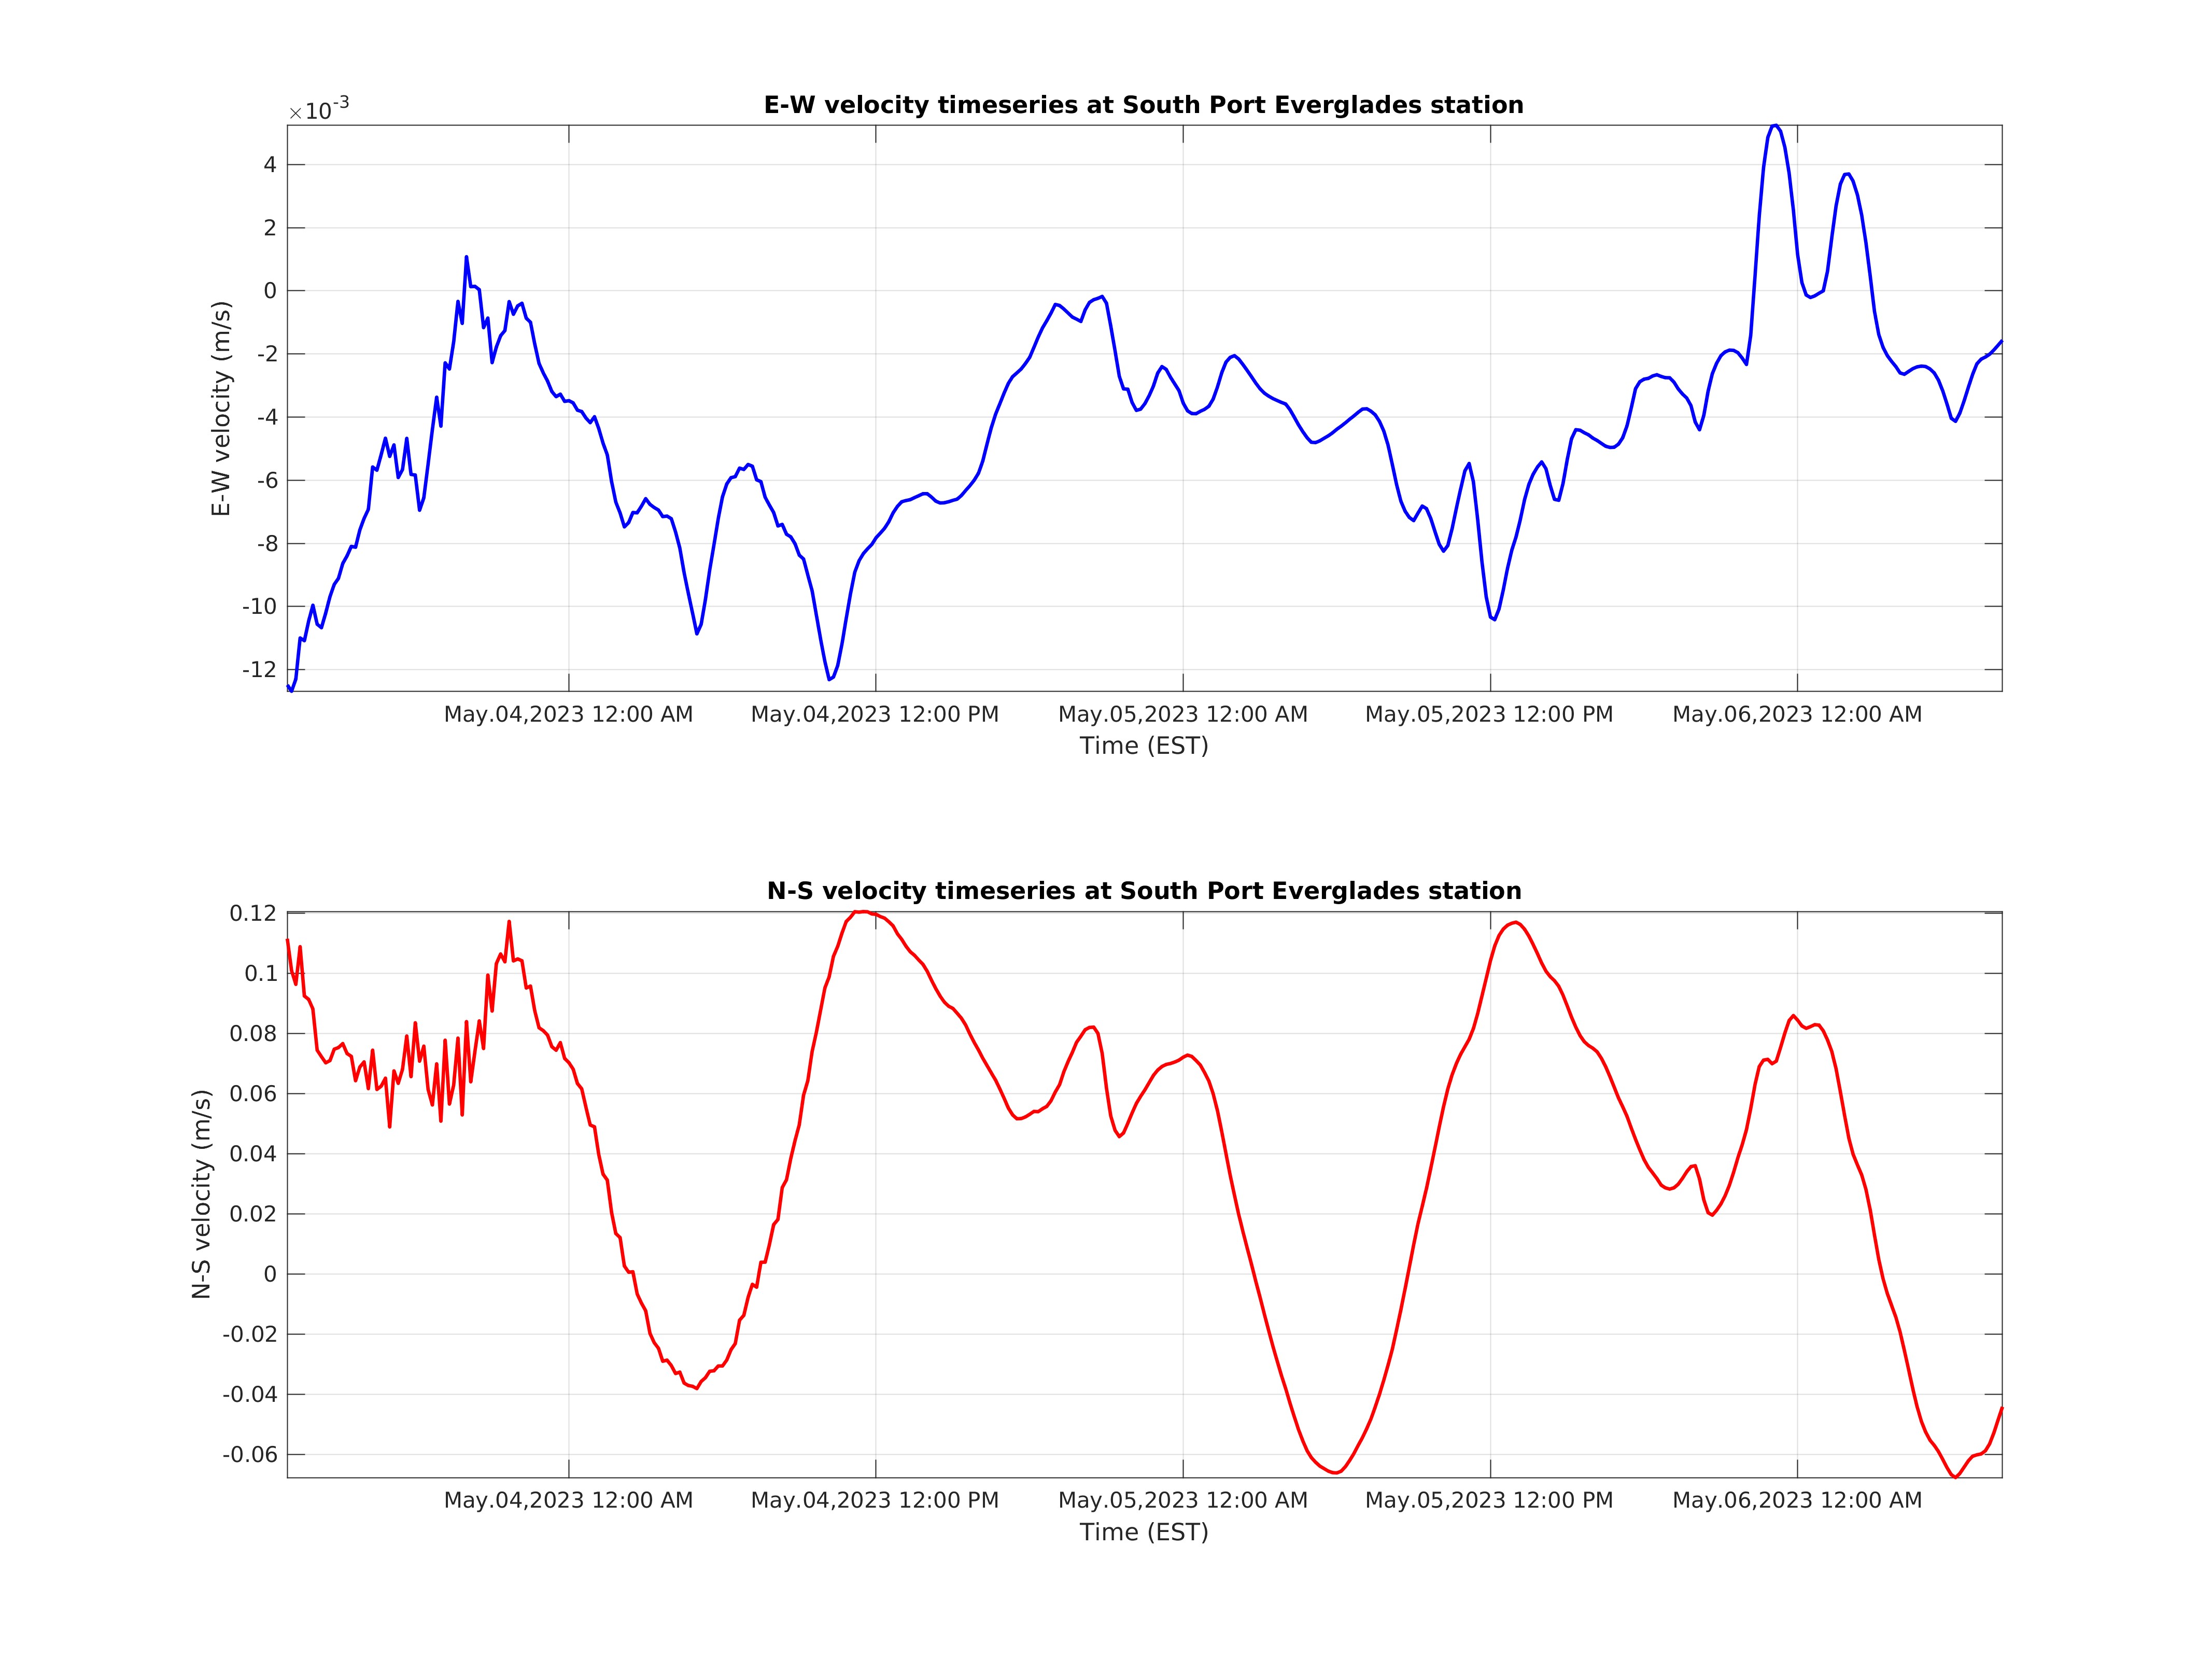 ×10-3
E-W velocity timeseries at South Port Everglades station
4
2
0
-2
-4
-6
-8
-10
-12
E-W velocity (m/s)
May.04,2023 12:00 AM May.04,2023 12:00 PM May.05,2023 12:00 AM May.05,2023 12:00 PM May.06,2023 12:00 AM
Time (EST)
N-S velocity timeseries at South Port Everglades station
0.12
0.1
0.08
0.06
0.04
0.02
0
-0.02
-0.04
-0.06
N-S velocity (m/s)
May.04,2023 12:00 AM May.04,2023 12:00 PM May.05,2023 12:00 AM May.05,2023 12:00 PM May.06,2023 12:00 AM
Time (EST)